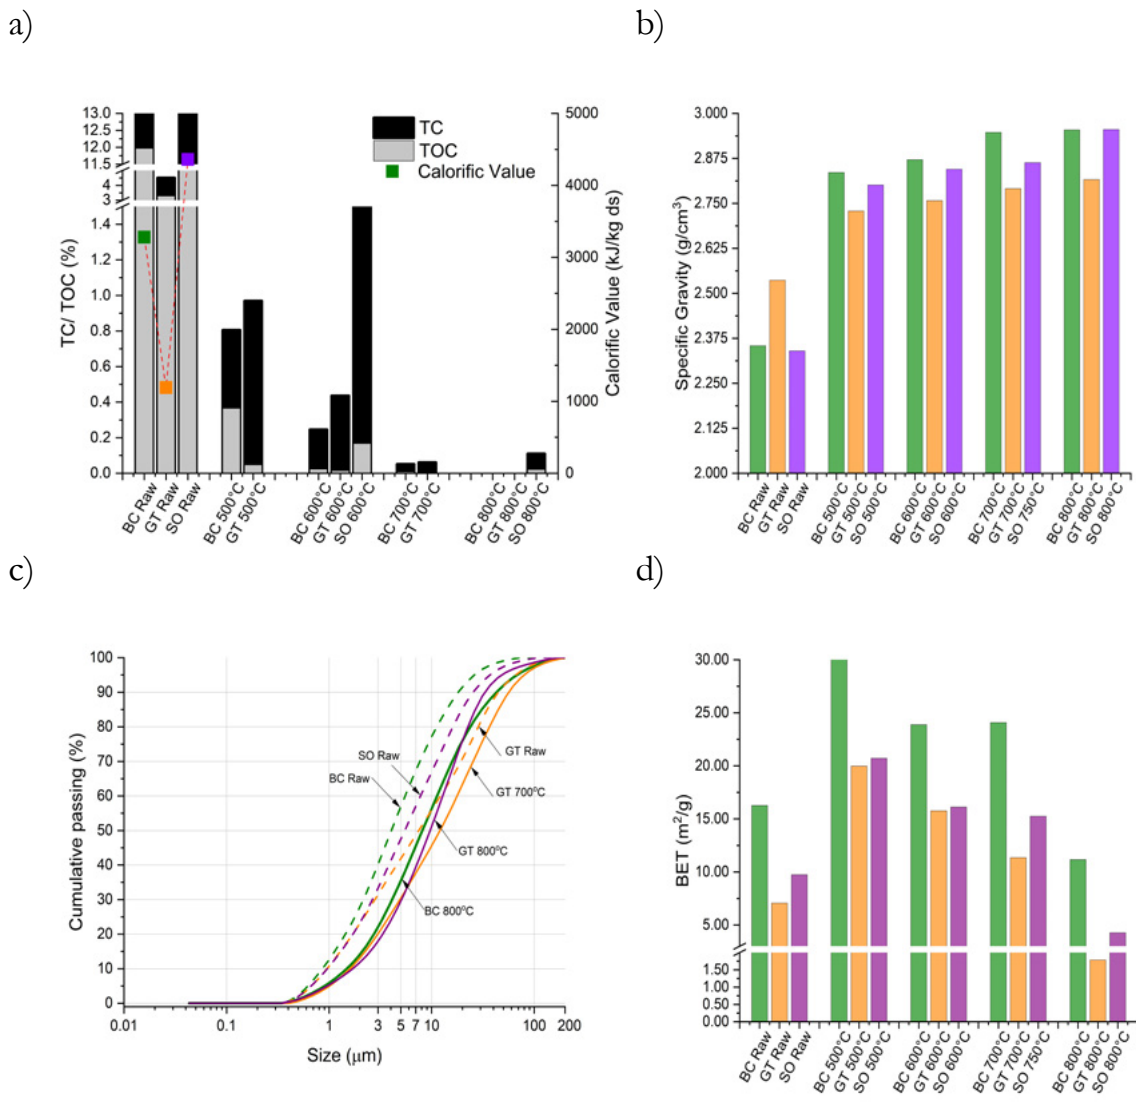 a)
b)
13.0
12.5
12.0
11.5
4
3
1.4
1.2
1.0
0.8
0.6
0.4
0.2
0.0
TC/ TOC (%)
TC
TOC
Calorific Value
5000
4000
3000
2000
1000
0
Calorific Value (kJ/kg ds)
BC Raw
GT Raw
SO Raw
BC 500°C
GT 500°C
BC 600°C
GT 600°C
SO 600°C
BC 700°C
GT 700°C
BC 800°C
GT 800°C
SO 800°C
3.000
2.875
2.750
2.625
2.500
2.375
2.250
2.125
2.000
Specific Gravity (g/cm³)
BC Raw
GT Raw
SO Raw
BC 500°C
GT 500°C
SO 500°C
BC 600°C
GT 600°C
SO 600°C
BC 700°C
GT 700°C
SO 750°C
BC 800°C
GT 800°C
SO 800°C
c)
d)
100
90
80
70
60
50
40
30
20
10
0
Cumulative passing (%)
SO Raw
BC Raw
GT Raw
GT 700°C
GT 800°C
BC 800°C
0.01
0.1
1
3
5
7
10
100
200
Size (μm)
30.00
25.00
20.00
15.00
10.00
5.00
1.50
1.00
0.50
0.00
BET (m²/g)
BC Raw
GT Raw
SO Raw
BC 500°C
GT 500°C
SO 500°C
BC 600°C
GT 600°C
SO 600°C
BC 700°C
GT 700°C
SO 750°C
BC 800°C
GT 800°C
SO 800°C